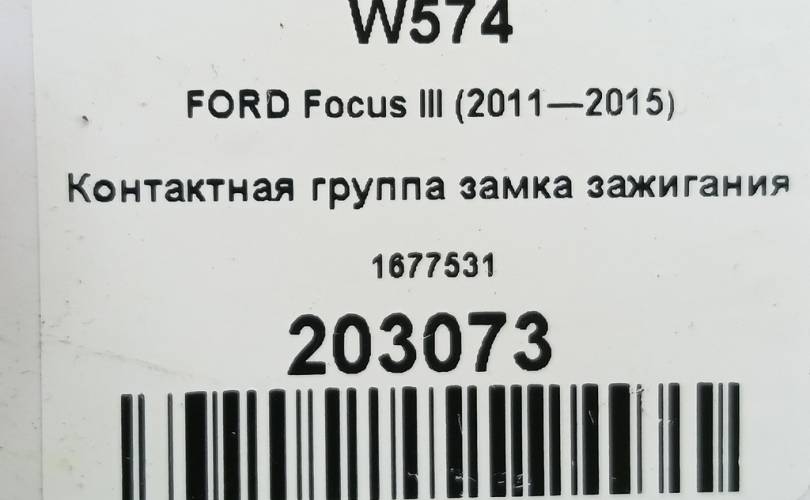 W574
FORD Focus III (2011—2015)
Контактная группа замка зажигания
1677531
203073